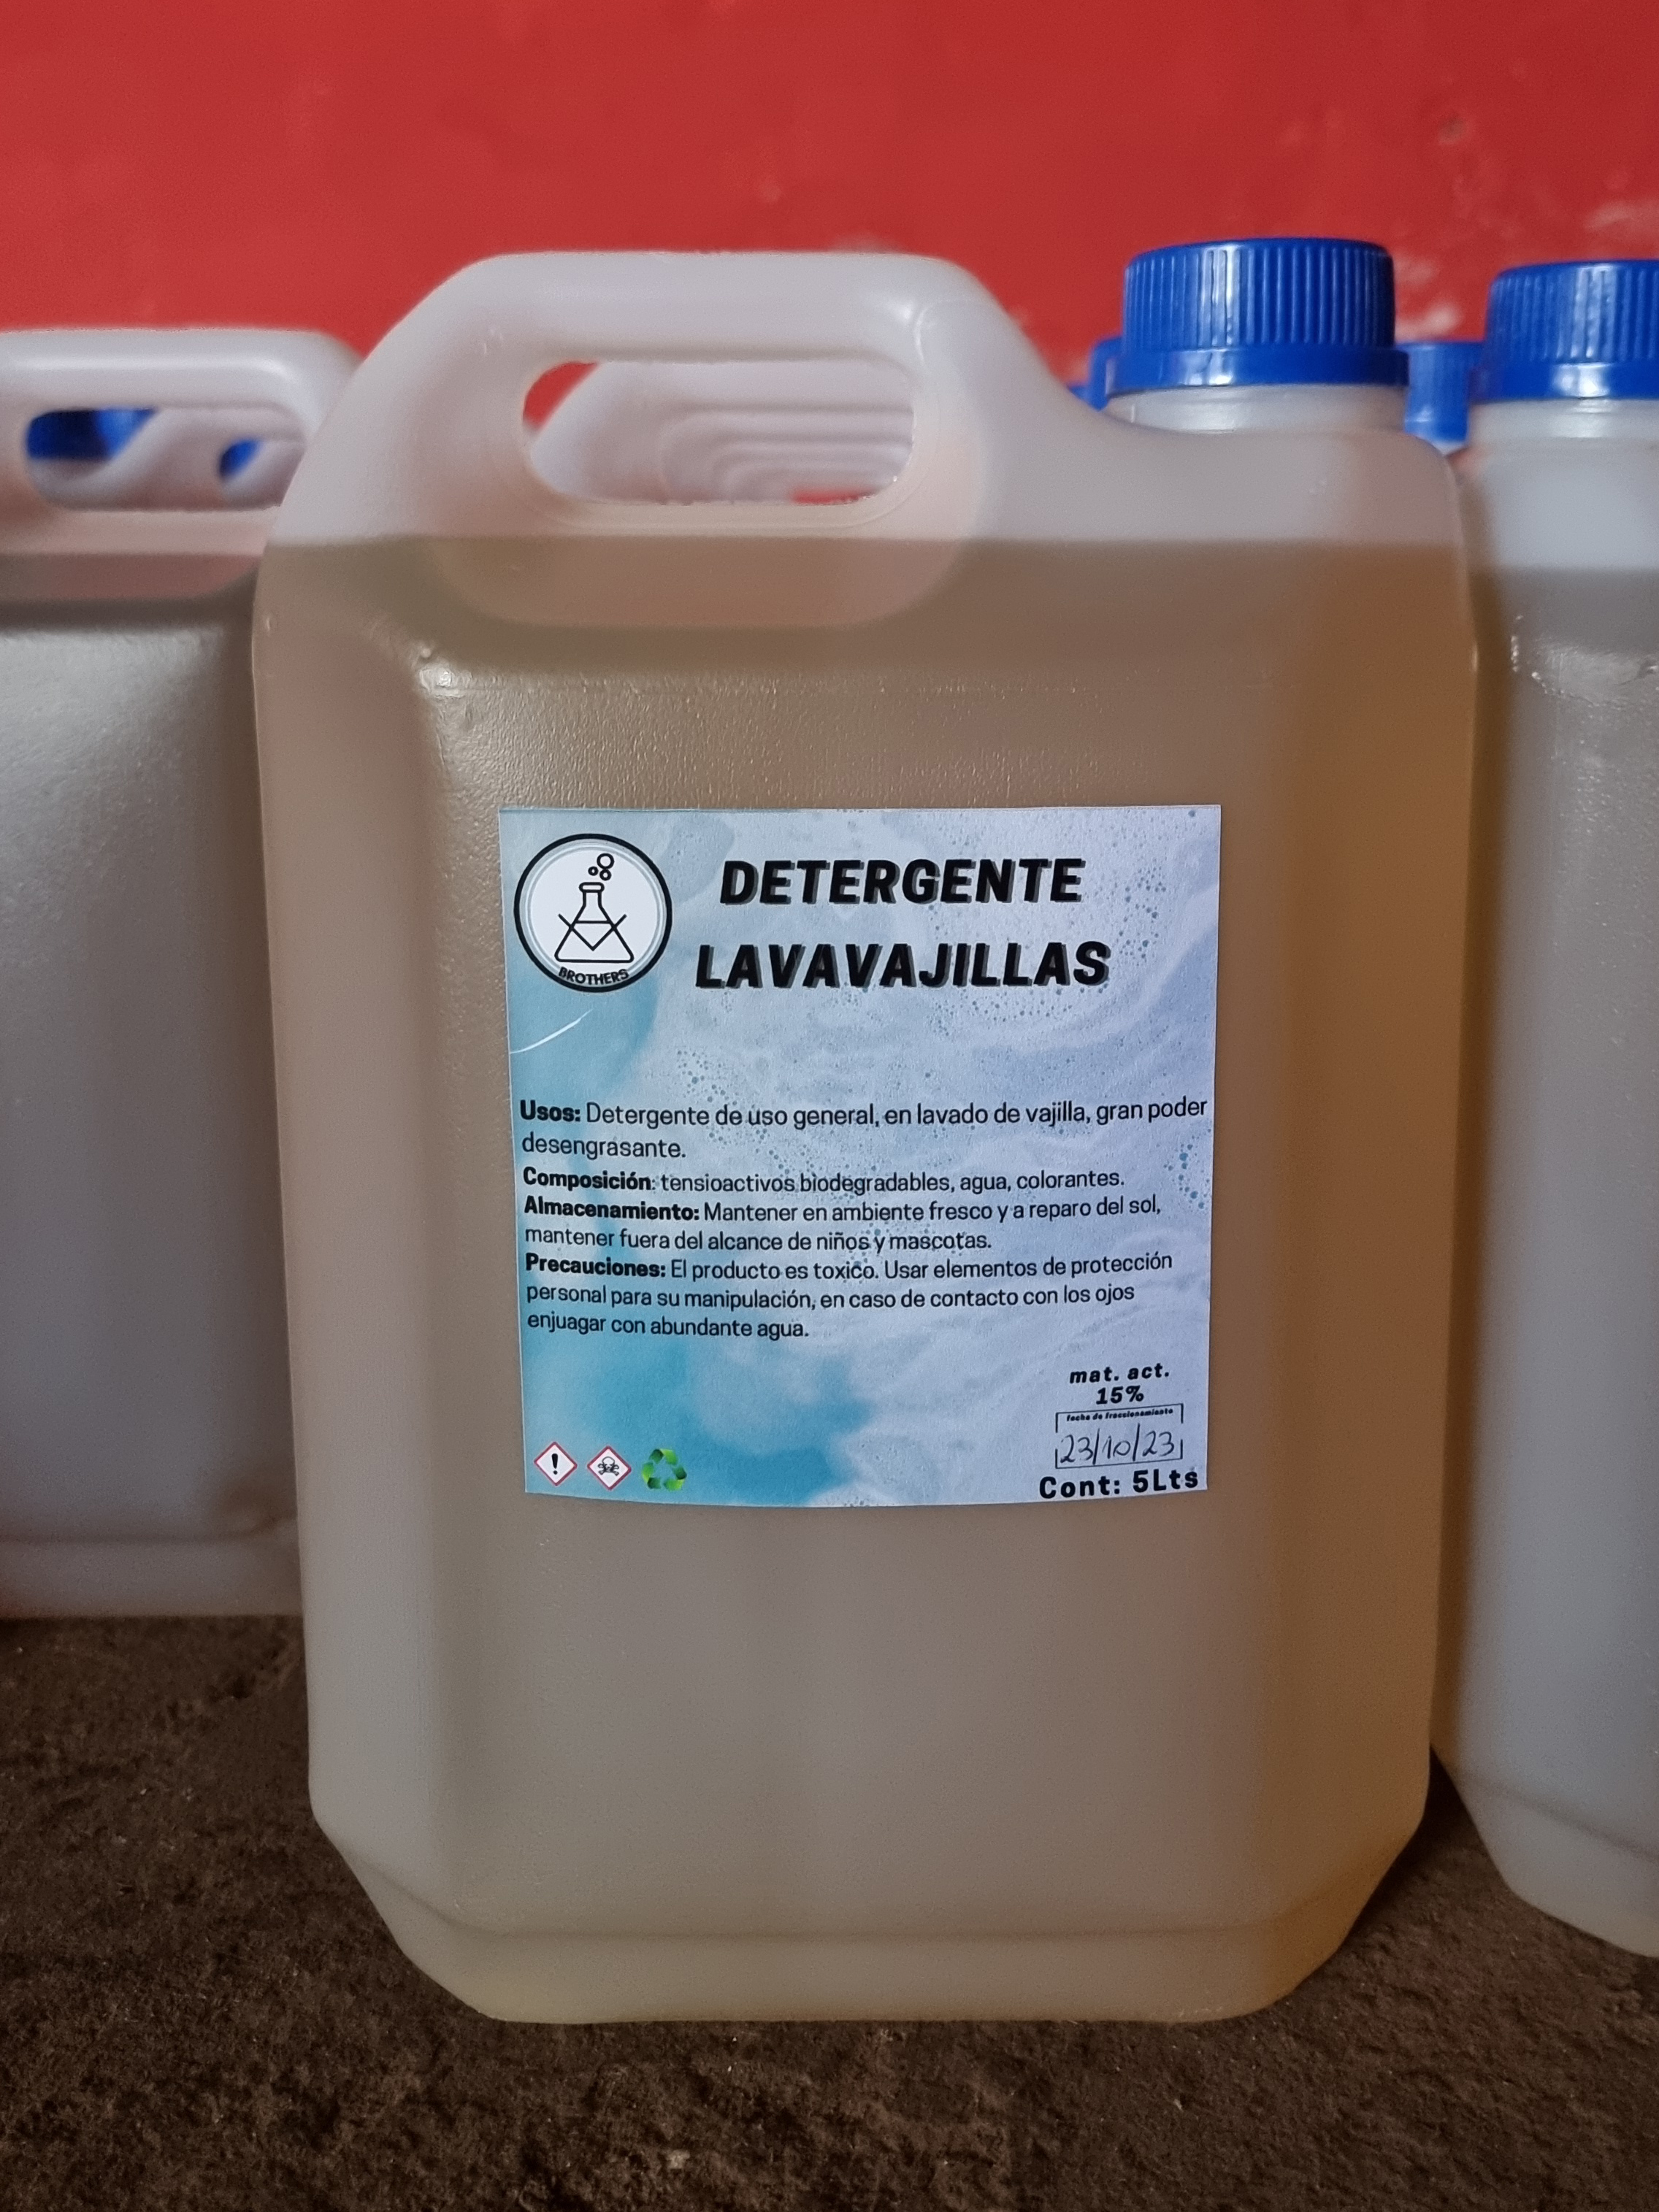 BROTHERS
DETERGENTE
LAVAVAJILLAS
Usos: Detergente de uso general, en lavado de vajilla, gran poder
desengrasante.
Composición: tensioactivos biodegradables, agua, colorantes.
Almacenamiento: Mantener en ambiente fresco y a reparo del sol,
mantener fuera del alcance de niños y mascotas.
Precauciones: El producto es toxico. Usar elementos de protección
personal para su manipulación, en caso de contacto con los ojos
enjuagar con abundante agua.
mat. act.
15%
fecha de fraccionamiento
23/10/23
Cont: 5Lts